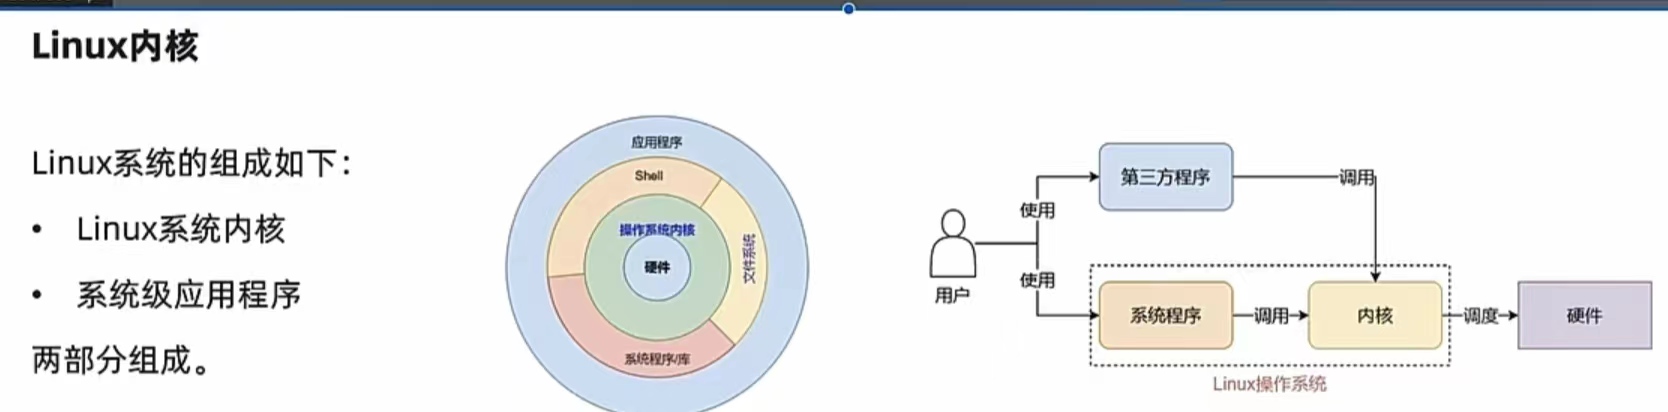 Linux内核
Linux系统的组成如下：
• Linux系统内核
• 系统级应用程序
两部分组成。
应用程序
Shell
操作系统内核
硬件
文件系统
系统程序/库
用户
使用
使用
第三方程序
调用
系统程序
调用
内核
调度
硬件
Linux操作系统